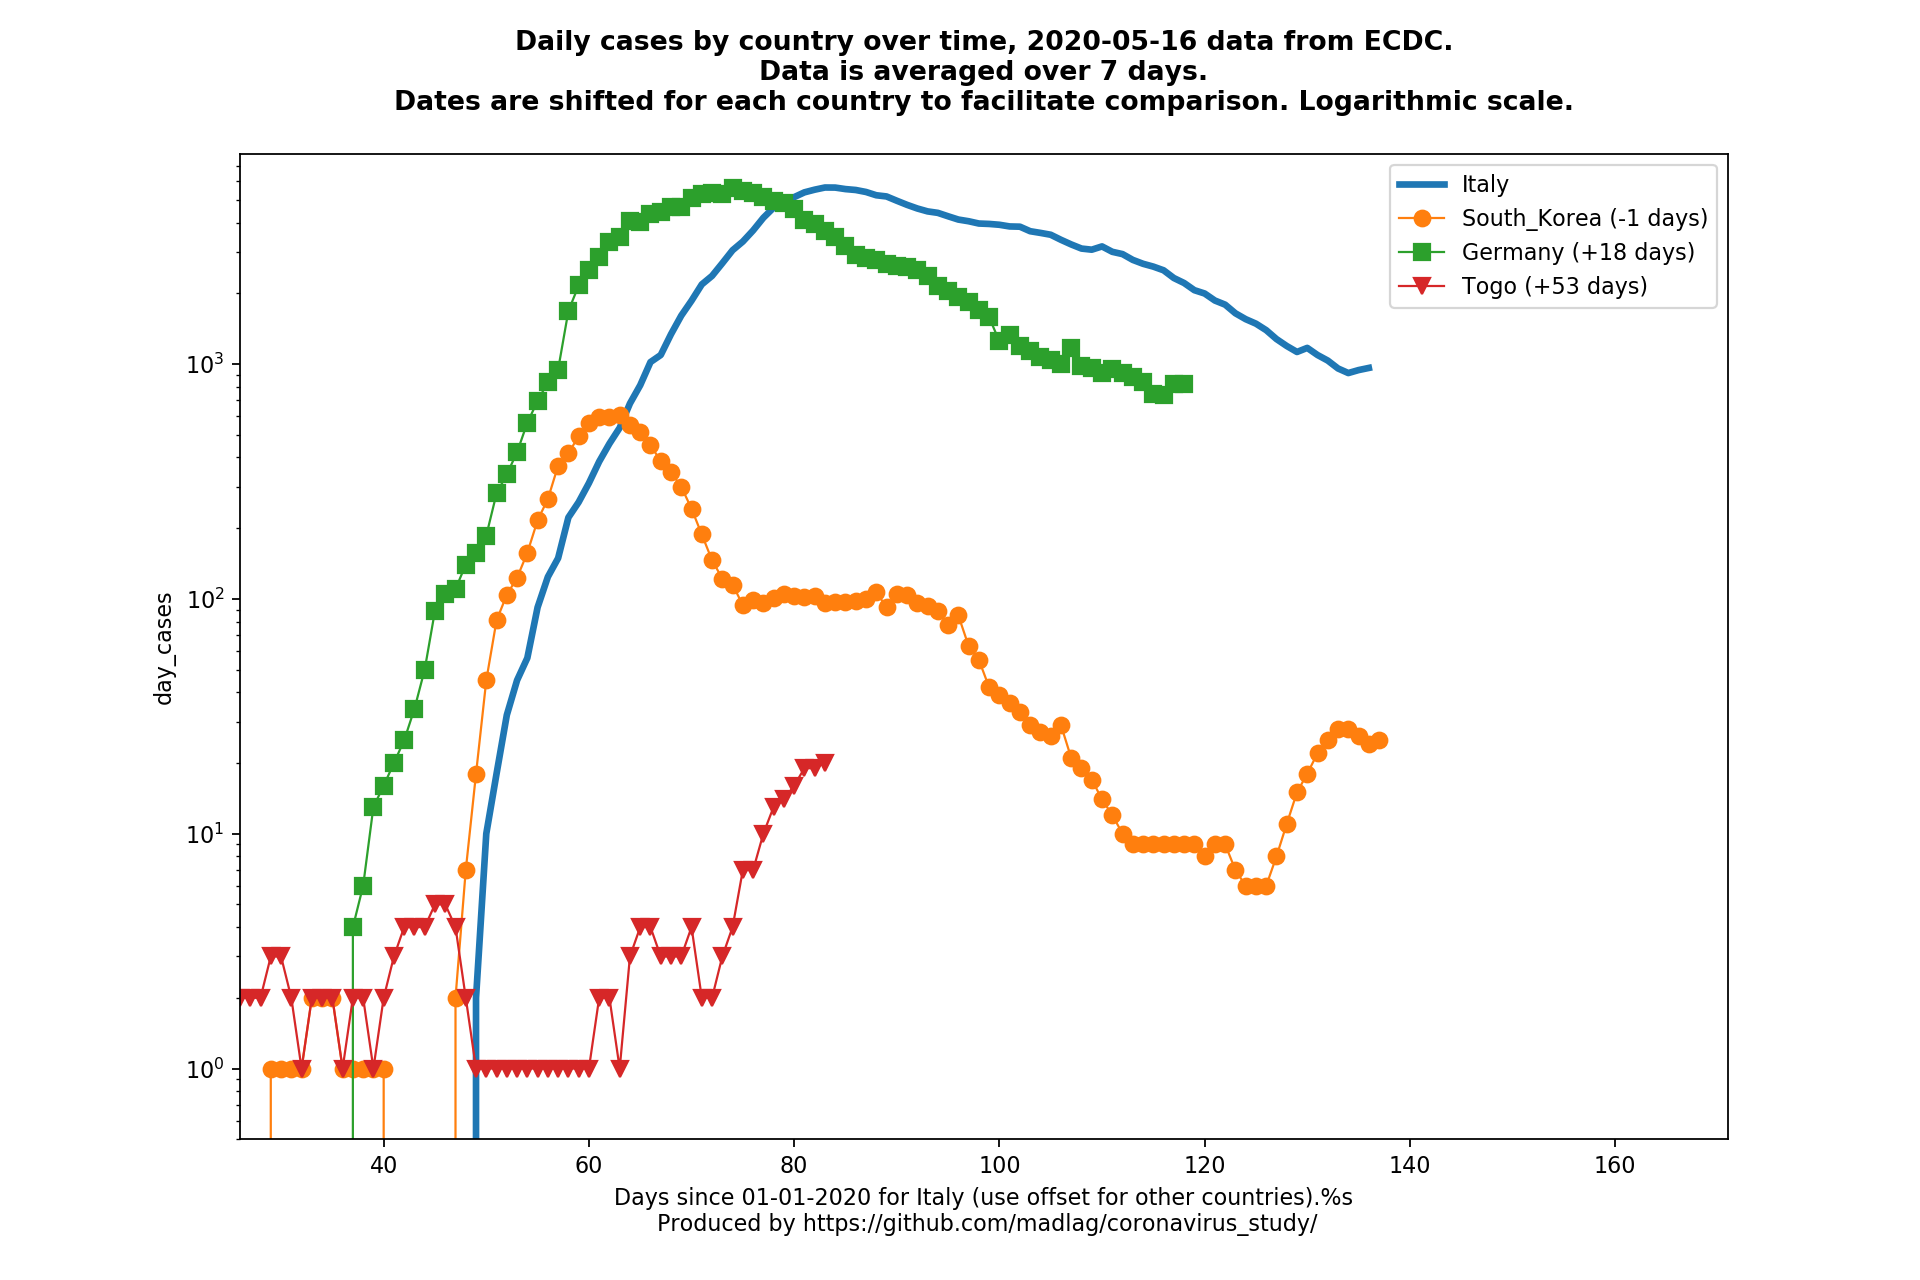 Daily cases by country over time, 2020-05-16 data from ECDC.
Data is averaged over 7 days.
Dates are shifted for each country to facilitate comparison. Logarithmic scale.
Italy
South_Korea (-1 days)
Germany (+18 days)
Togo (+53 days)
day_cases
10³
10²
10¹
10⁰
40 60 80 100 120 140 160
Days since 01-01-2020 for Italy (use offset for other countries).%s
Produced by https://github.com/madlag/coronavirus_study/